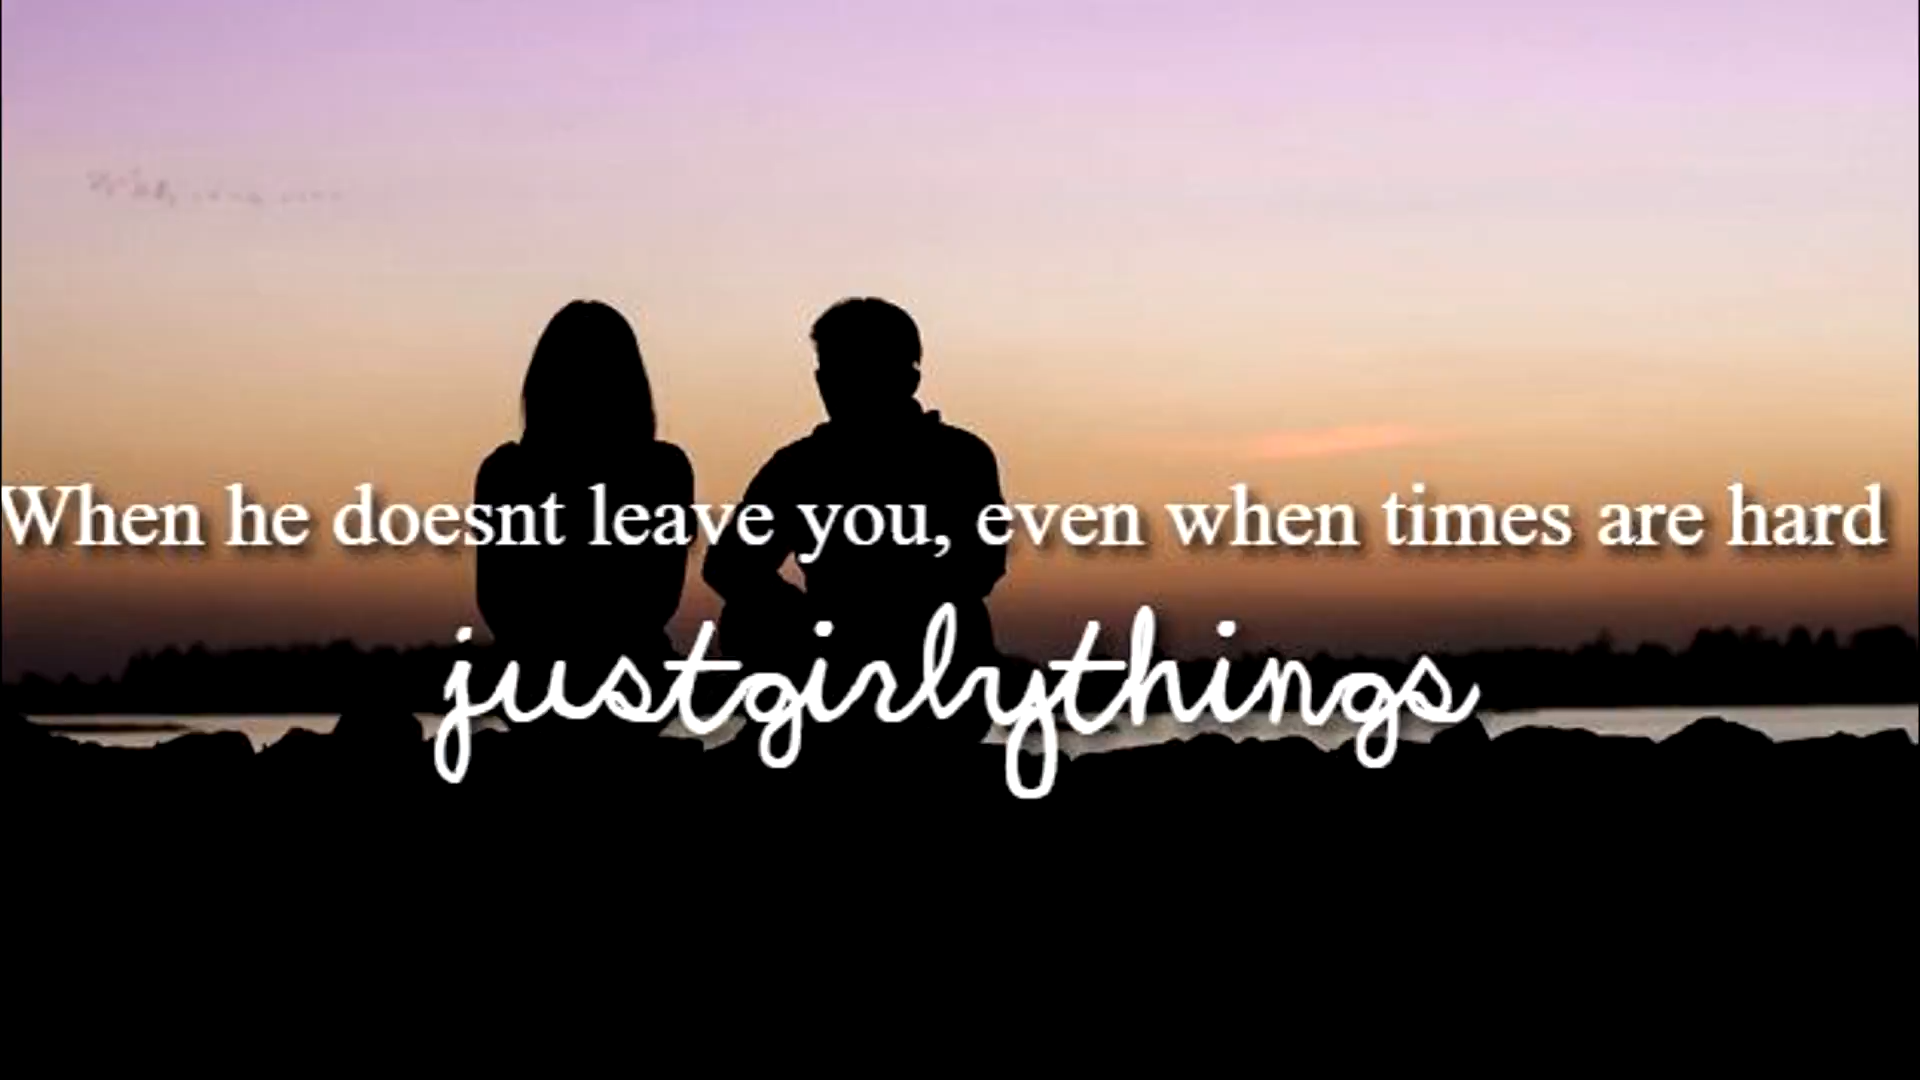 When he doesnt leave you, even when times are hard
justgirlythings